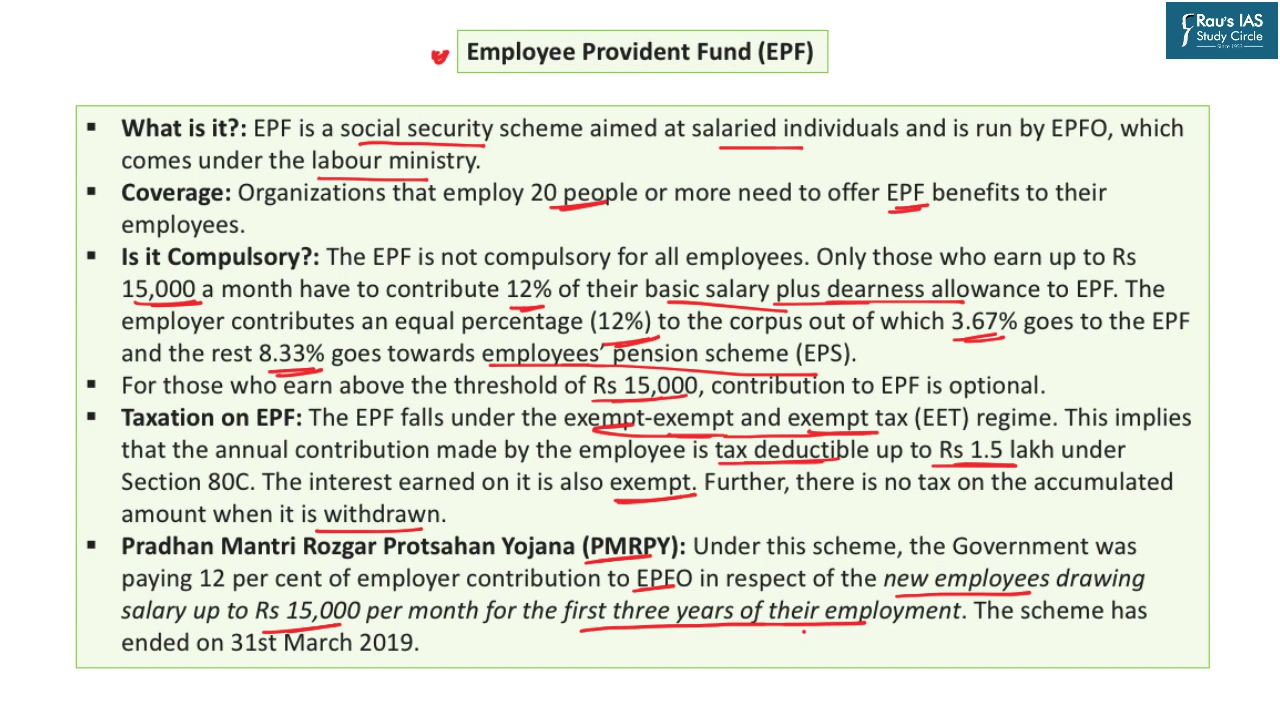 Rau's IAS
Study Circle
Since 1953
Employee Provident Fund (EPF)
▪ What is it?: EPF is a social security scheme aimed at salaried individuals and is run by EPFO, which
comes under the labour ministry.
▪ Coverage: Organizations that employ 20 people or more need to offer EPF benefits to their
employees.
▪ Is it Compulsory?: The EPF is not compulsory for all employees. Only those who earn up to Rs
15,000 a month have to contribute 12% of their basic salary plus dearness allowance to EPF. The
employer contributes an equal percentage (12%) to the corpus out of which 3.67% goes to the EPF
and the rest 8.33% goes towards employees’ pension scheme (EPS).
▪ For those who earn above the threshold of Rs 15,000, contribution to EPF is optional.
▪ Taxation on EPF: The EPF falls under the exempt-exempt and exempt tax (EET) regime. This implies
that the annual contribution made by the employee is tax deductible up to Rs 1.5 lakh under
Section 80C. The interest earned on it is also exempt. Further, there is no tax on the accumulated
amount when it is withdrawn.
▪ Pradhan Mantri Rozgar Protsahan Yojana (PMRPY): Under this scheme, the Government was
paying 12 per cent of employer contribution to EPFO in respect of the new employees drawing
salary up to Rs 15,000 per month for the first three years of their employment. The scheme has
ended on 31st March 2019.